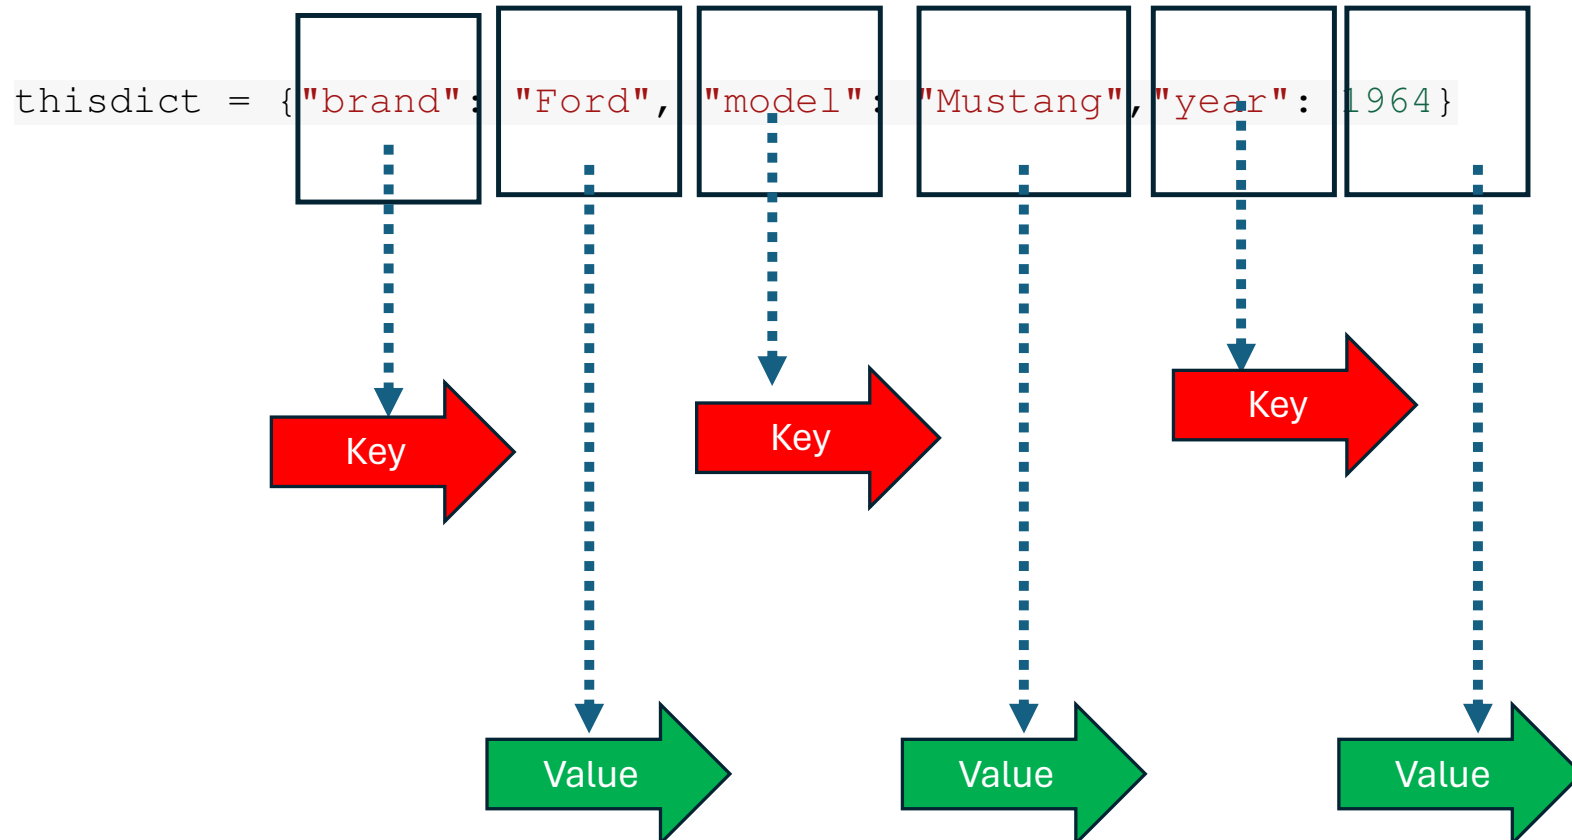 thisdict = {"brand": "Ford", "model": "Mustang","year": 1964}
Key
Key
Key
Value
Value
Value